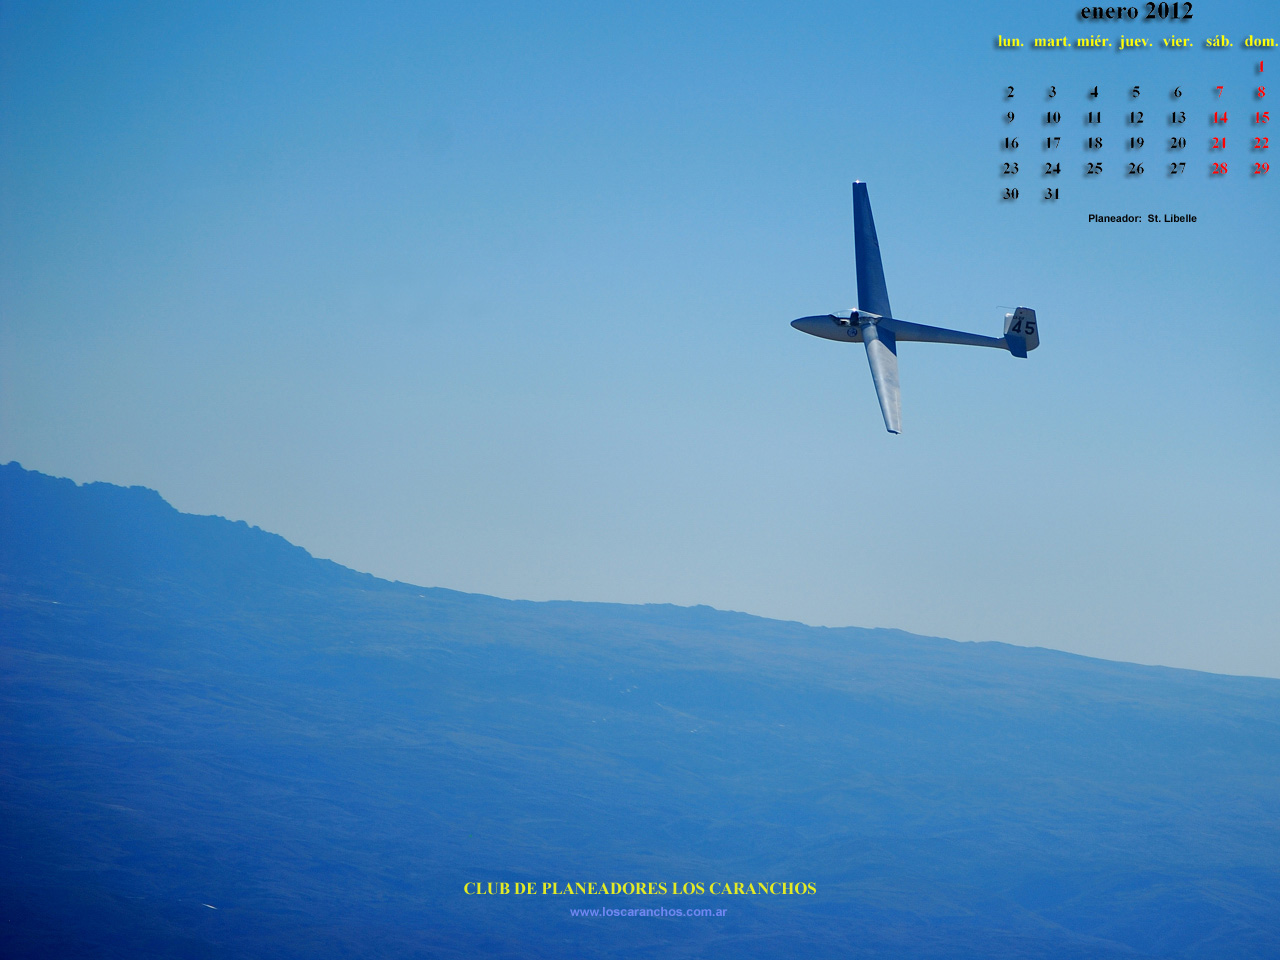 enero 2012
lun. mart. miér. juev. vier. sáb. dom.
1
2 3 4 5 6 7 8
9 10 11 12 13 14 15
16 17 18 19 20 21 22
23 24 25 26 27 28 29
30 31
Planeador: St. Libelle
45
CLUB DE PLANEADORES LOS CARANCHOS
www.loscaranchos.com.ar